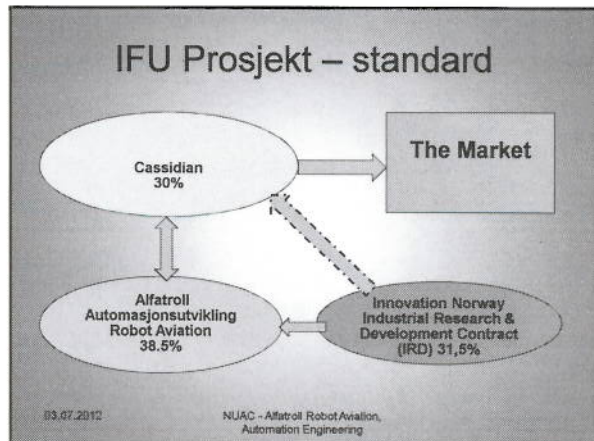 IFU Prosjekt – standard
Cassidian
30%
The Market
Alfatroll
Automasjonsutvikling
Robot Aviation
38.5%
Innovation Norway
Industrial Research &
Development Contract
(IRD) 31,5%
03.07.2012
NUAC - Alfatroll Robot Aviation,
Automation Engineering